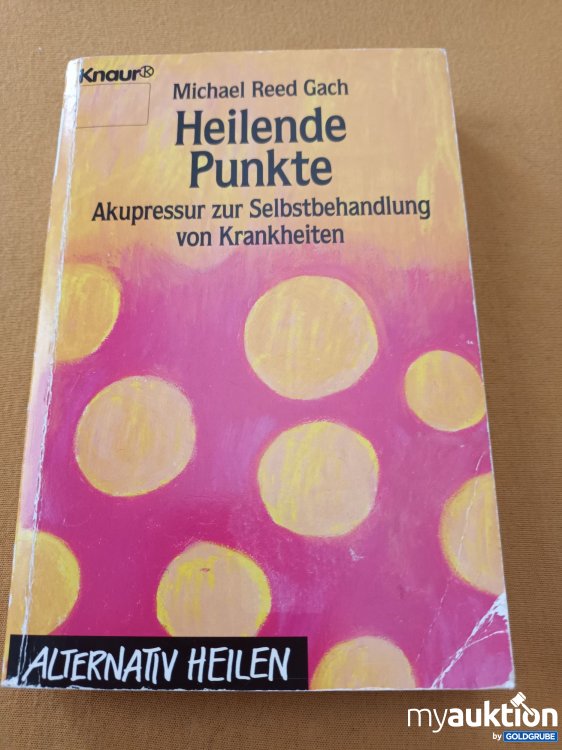 Knaur®
Michael Reed Gach
Heilende
Punkte
Akupressur zur Selbstbehandlung
von Krankheiten
ALTERNATIV HEILEN
myauktion
by GOLDGRUBE